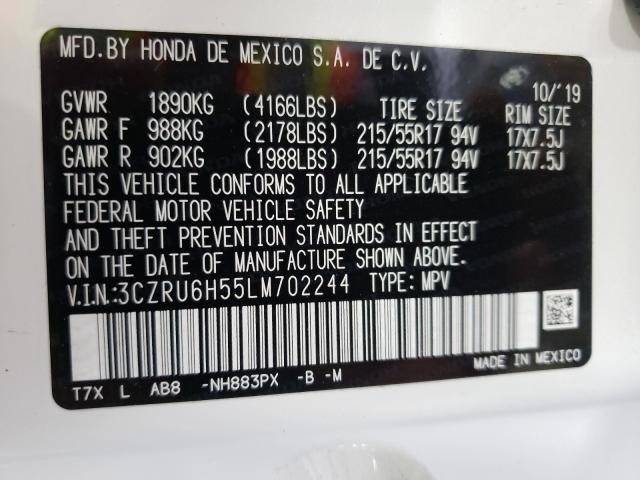 MFD. BY HONDA DE MEXICO S.A. DE C.V.
10/'19
GVWR 1890KG (4166LBS) TIRE SIZE RIM SIZE
GAWR F 988KG (2178LBS) 215/55R17 94V 17X7.5J
GAWR R 902KG (1988LBS) 215/55R17 94V 17X7.5J
THIS VEHICLE CONFORMS TO ALL APPLICABLE
FEDERAL MOTOR VEHICLE SAFETY
AND THEFT PREVENTION STANDARDS IN EFFECT
ON THE DATE OF MANUFACTURE SHOWN ABOVE.
V.I.N.:3CZRU6H55LM702244 TYPE: MPV
MADE IN MEXICO
T7X L AB8 -NH883PX -B -M